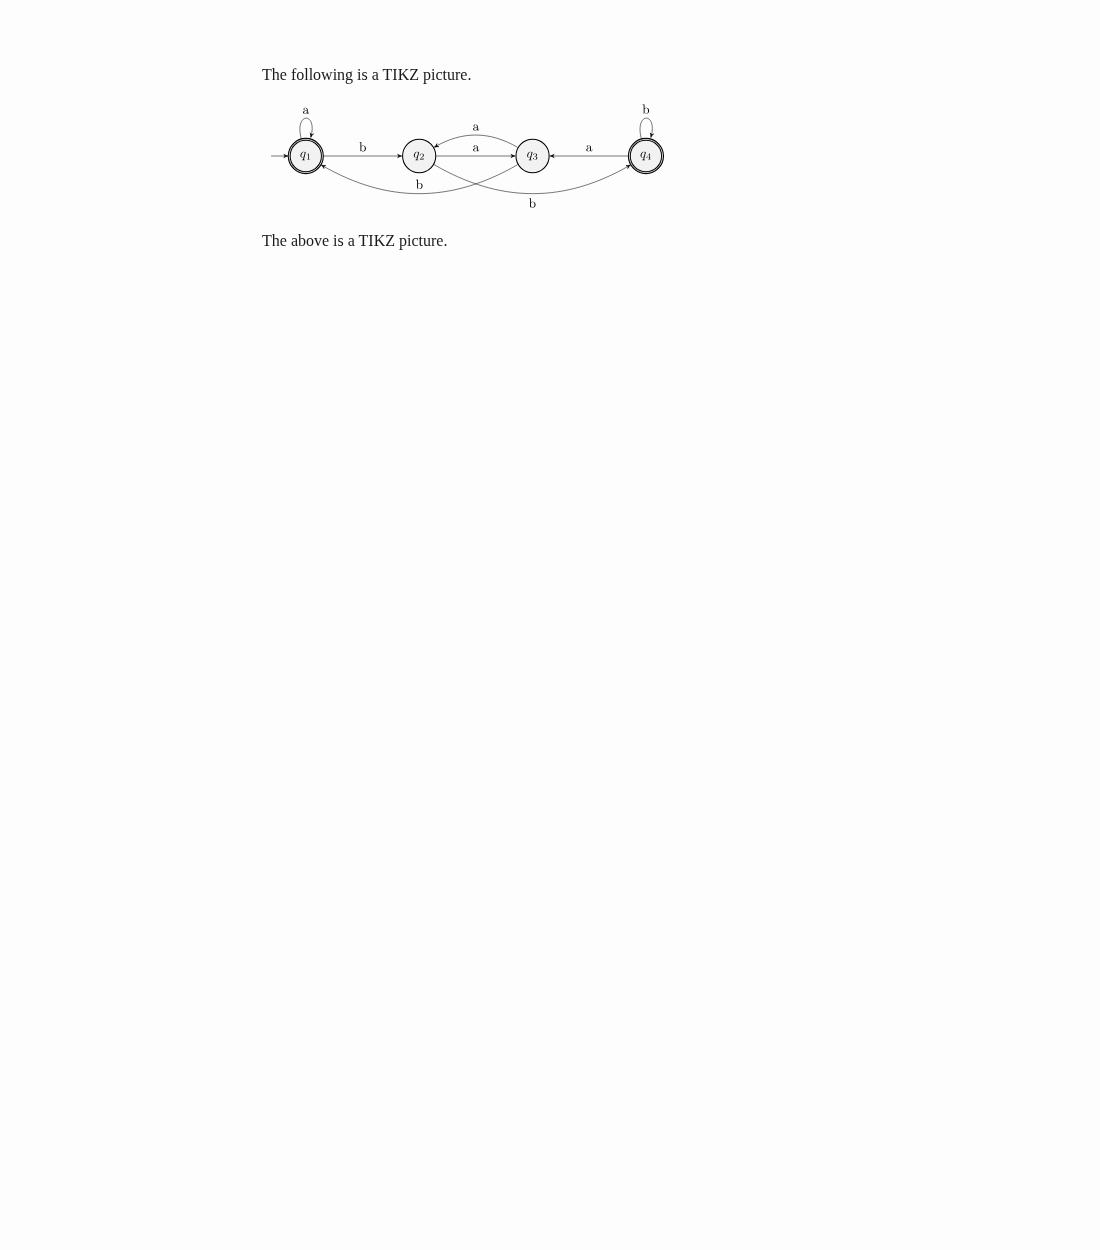 The following is a TIKZ picture.
a
b
a
b
a
a
q₁
q₂
q₃
q₄
b
b
The above is a TIKZ picture.